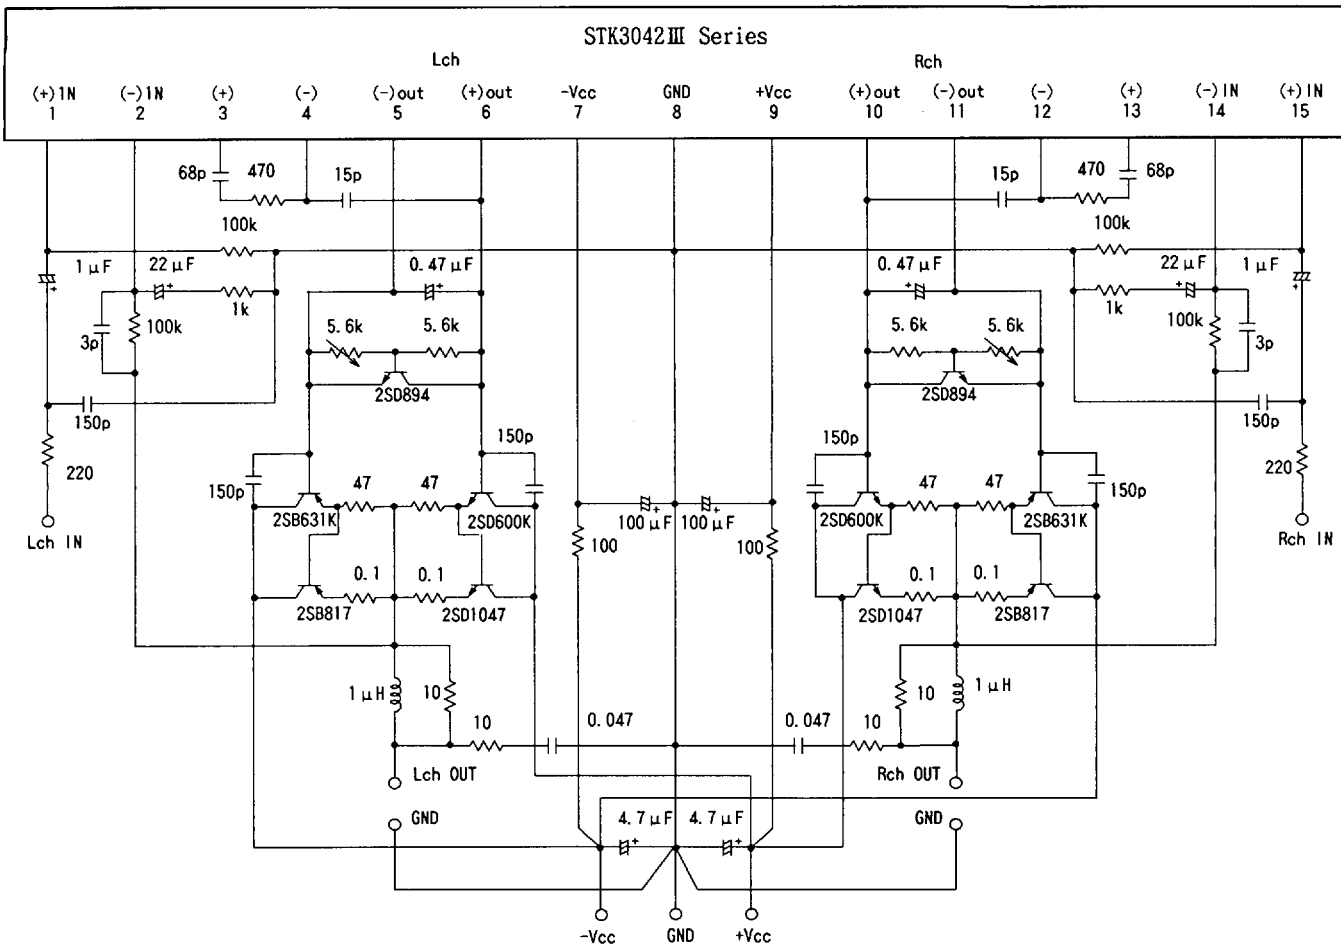 STK3042Ⅲ Series
Lch Rch
(+)IN (-)IN (+) (-) (-)out (+)out -Vcc GND +Vcc (+)out (-)out (-) (+) (-)IN (+)IN
1 2 3 4 5 6 7 8 9 10 11 12 13 14 15
68p 470 15p 15p 470 68p
100k 100k
1μF 22μF 0.47μF 0.47μF 22μF 1μF
1k 1k
3p 100k 5.6k 5.6k 5.6k 5.6k 100k 3p
2SD894 2SD894
150p 150p
150p 150p
220 150p 47 47 47 47 150p 220
2SB631K 2SD600K 100μF 100μF 2SD600K 2SB631K
Lch IN 100 100 Rch IN
0.1 0.1 0.1 0.1
2SB817 2SD1047 2SD1047 2SB817
1μH 10 10 1μH
10 0.047 0.047 10
Lch OUT Rch OUT
GND 4.7μF 4.7μF GND
-Vcc GND +Vcc